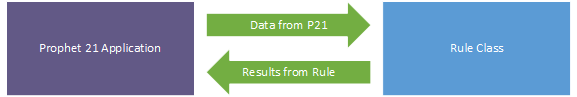 Prophet 21 Application
Data from P21
Results from Rule
Rule Class